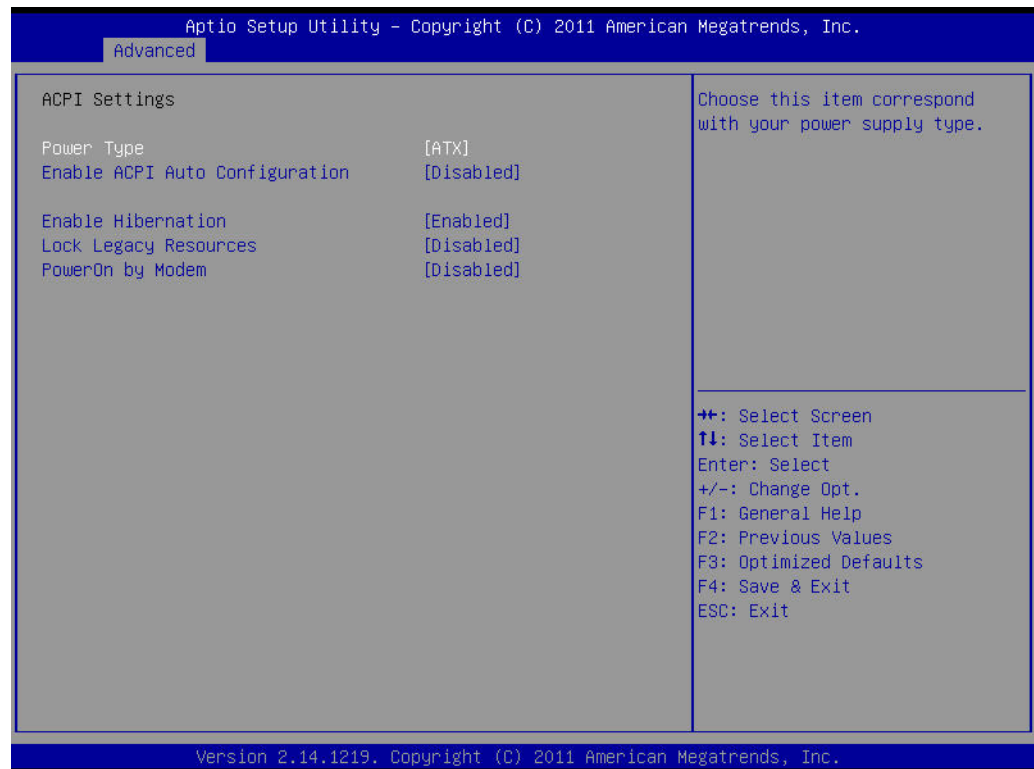 Aptio Setup Utility – Copyright (C) 2011 American Megatrends, Inc.
Advanced
ACPI Settings
Power Type [ATX]
Enable ACPI Auto Configuration [Disabled]
Enable Hibernation [Enabled]
Lock Legacy Resources [Disabled]
PowerOn by Modem [Disabled]
Choose this item correspond
with your power supply type.
→←: Select Screen
↑↓: Select Item
Enter: Select
+/-: Change Opt.
F1: General Help
F2: Previous Values
F3: Optimized Defaults
F4: Save & Exit
ESC: Exit
Version 2.14.1219. Copyright (C) 2011 American Megatrends, Inc.